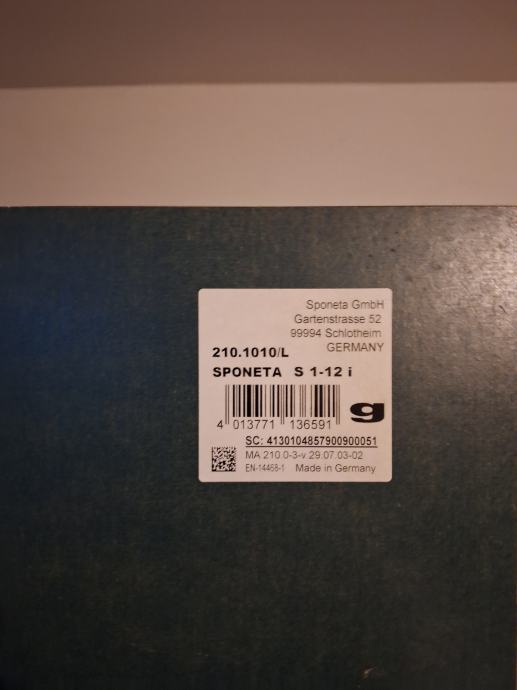 Sponeta GmbH
Gartenstrasse 52
99994 Schlotheim
GERMANY
210.1010/L
SPONETA S 1-12 i
g
4 013771 136591
SC: 4130104857900900051
MA 210.0-3-v 29.07.03-02
EN-14468-1 Made in Germany